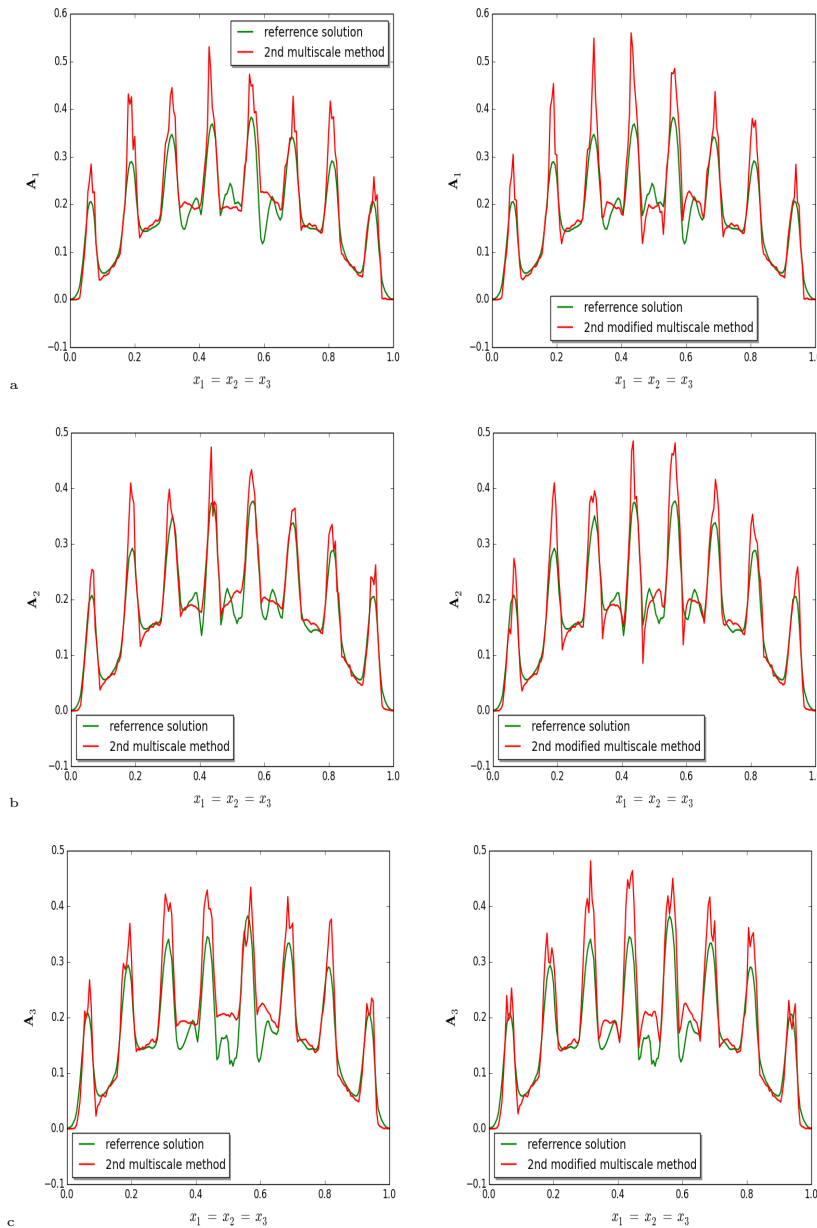 0.6
0.5
0.4
0.3
0.2
0.1
0.0
−0.1
A1
0.0 0.2 0.4 0.6 0.8 1.0
x1 = x2 = x3
referrence solution
2nd multiscale method
0.6
0.5
0.4
0.3
0.2
0.1
0.0
−0.1
A1
0.0 0.2 0.4 0.6 0.8 1.0
x1 = x2 = x3
referrence solution
2nd modified multiscale method
a
0.5
0.4
0.3
0.2
0.1
0.0
−0.1
A2
0.0 0.2 0.4 0.6 0.8 1.0
x1 = x2 = x3
referrence solution
2nd multiscale method
0.5
0.4
0.3
0.2
0.1
0.0
−0.1
A2
0.0 0.2 0.4 0.6 0.8 1.0
x1 = x2 = x3
referrence solution
2nd modified multiscale method
b
0.5
0.4
0.3
0.2
0.1
0.0
−0.1
A3
0.0 0.2 0.4 0.6 0.8 1.0
x1 = x2 = x3
referrence solution
2nd multiscale method
0.5
0.4
0.3
0.2
0.1
0.0
−0.1
A3
0.0 0.2 0.4 0.6 0.8 1.0
x1 = x2 = x3
referrence solution
2nd modified multiscale method
c